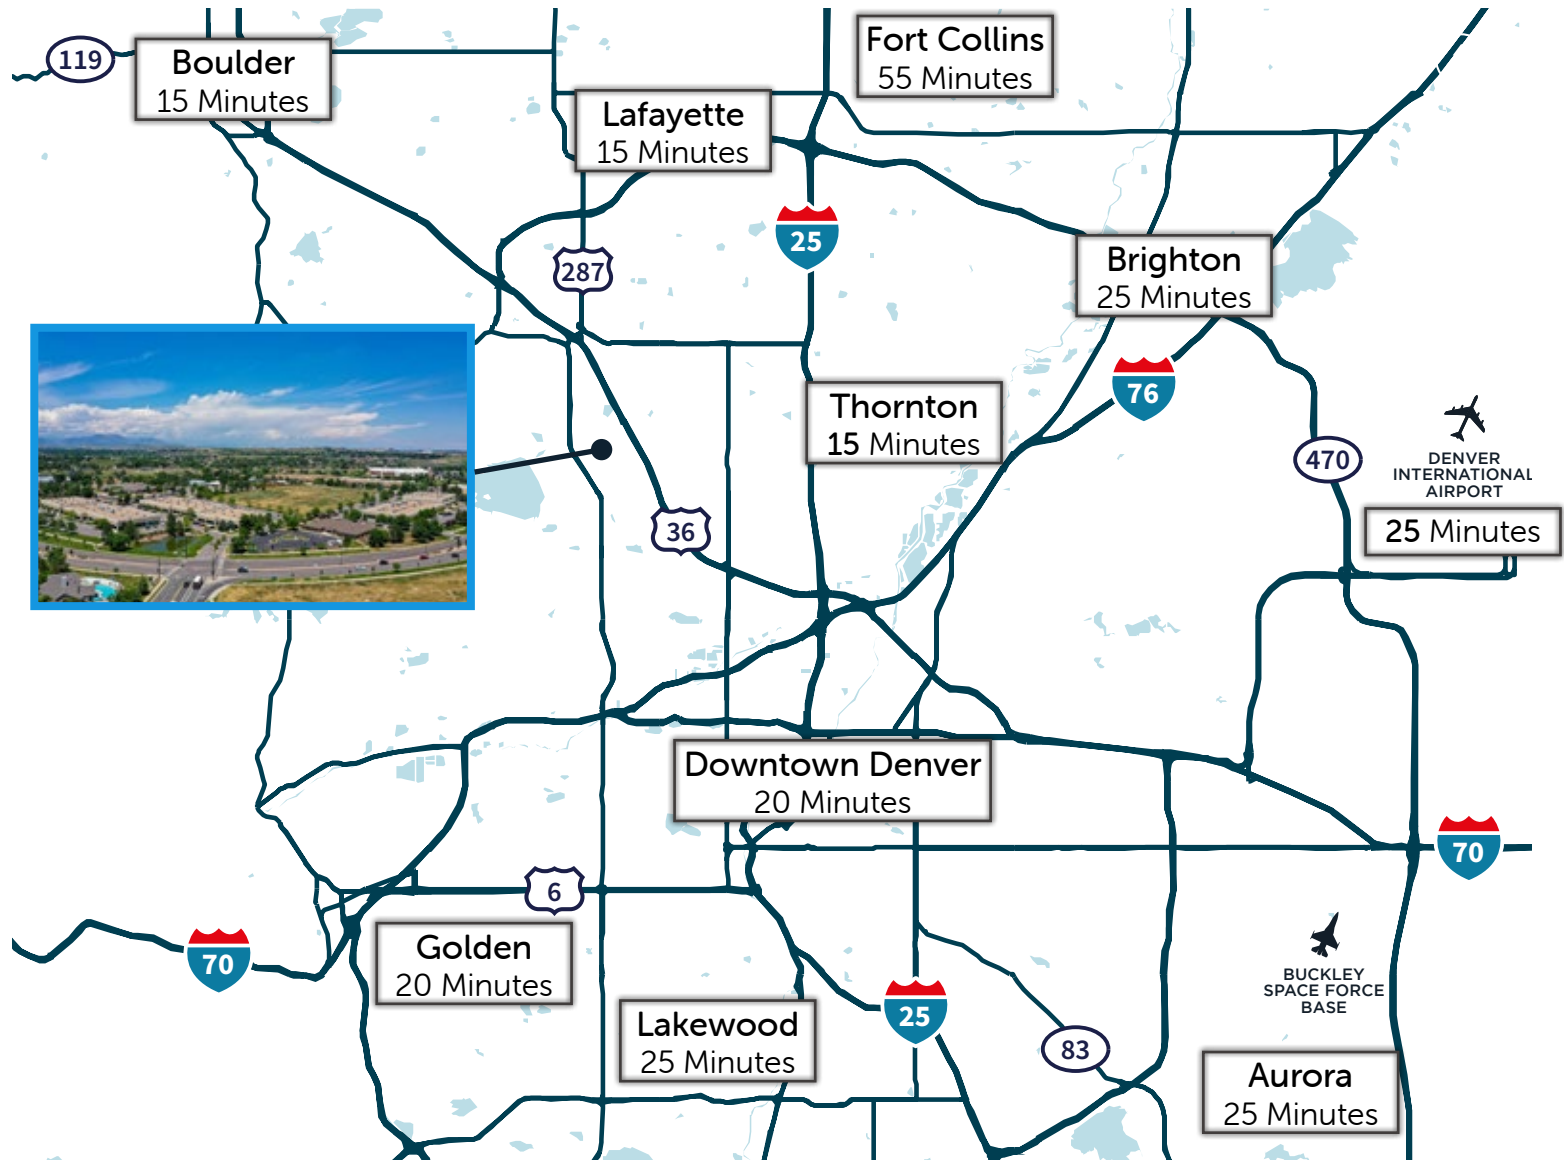 119
Boulder
15 Minutes
Fort Collins
55 Minutes
Lafayette
15 Minutes
25
287
Brighton
25 Minutes
76
Thornton
15 Minutes
470
DENVER
INTERNATIONAL
AIRPORT
25 Minutes
36
Downtown Denver
20 Minutes
70
6
Golden
20 Minutes
70
BUCKLEY
SPACE FORCE
BASE
Lakewood
25 Minutes
25
83
Aurora
25 Minutes